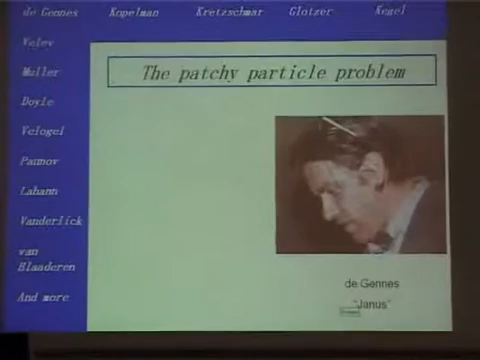 de Gennes Kopelman Kretzschmar Glotzer Kegel
Velev
Muller
Doyle
Velogel
Paunov
Lahann
Vanderlick
van
Blaaderen
And more
The patchy particle problem
de Gennes
"Janus"